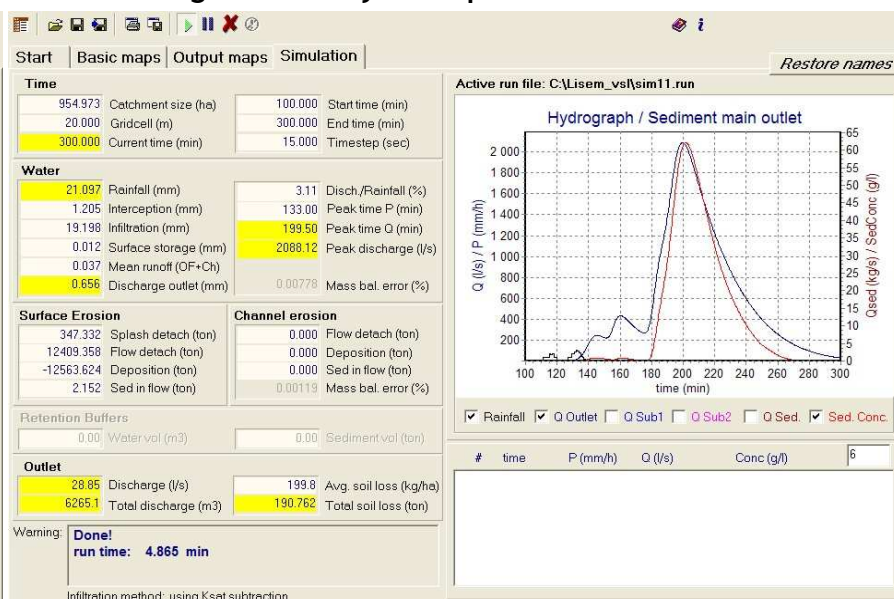 Start Basic maps Output maps Simulation
Restore names
Time
954.973 Catchment size (ha) 100.000 Start time (min)
20.000 Gridcell (m) 300.000 End time (min)
300.000 Current time (min) 15.000 Timestep (sec)
Water
21.097 Rainfall (mm) 3.11 Disch./Rainfall (%)
1.205 Interception (mm) 133.00 Peak time P (min)
19.198 Infiltration (mm) 199.50 Peak time Q (min)
0.012 Surface storage (mm) 2088.12 Peak discharge (l/s)
0.037 Mean runoff (OF+Ch)
0.656 Discharge outlet (mm) 0.00778 Mass bal. error (%)
Surface Erosion Channel erosion
347.332 Splash detach (ton) 0.000 Flow detach (ton)
12409.358 Flow detach (ton) 0.000 Deposition (ton)
-12563.624 Deposition (ton) 0.000 Sed in flow (ton)
2.152 Sed in flow (ton) 0.00119 Mass bal. error (%)
Retention Buffers
0.00 Water vol (m3) 0.00 Sediment vol (ton)
Outlet
28.85 Discharge (l/s) 199.8 Avg. soil loss (kg/ha)
6265.1 Total discharge (m3) 190.762 Total soil loss (ton)
Warning: Done!
run time: 4.865 min
Infiltration method: using Ksat subtraction
Active run file: C:\Lisem_vsl\sim11.run
Hydrograph / Sediment main outlet
Q (l/s) / P (mm/h)
2 000
1 800
1 600
1 400
1 200
1 000
800
600
400
200
65
60
55
50
45
40
35
30
25
20
15
10
5
0
Qsed (kg/s) / SedConc (g/l)
100 120 140 160 180 200 220 240 260 280 300
time (min)
Rainfall Q Outlet Q Sub1 Q Sub2 Q Sed. Sed. Conc.
# time P (mm/h) Q (l/s) Conc (g/l) 6